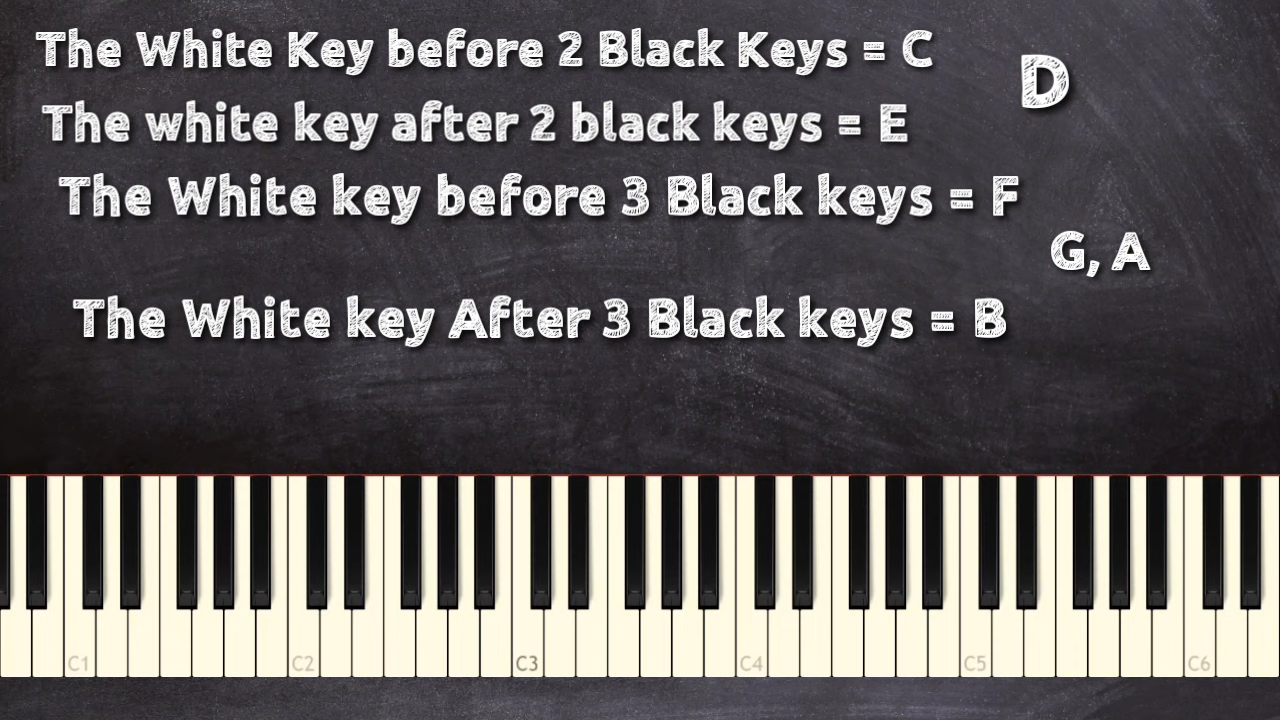 The White Key before 2 Black Keys = C
D
The white key after 2 black keys = E
The White key before 3 Black keys = F
G, A
The White key After 3 Black keys = B
C1 C2 C3 C4 C5 C6